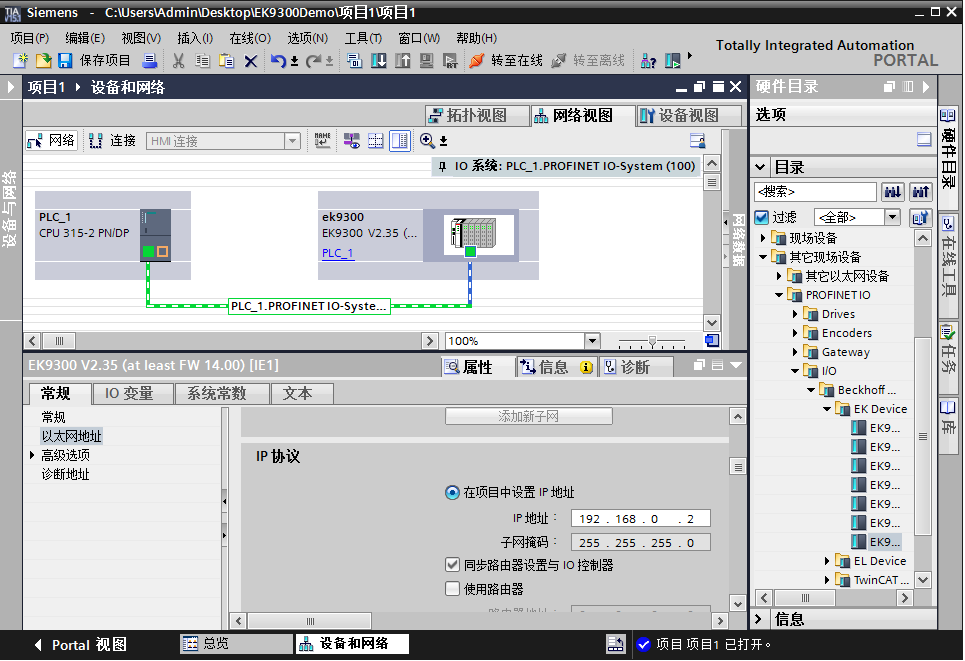 Siemens - C:\Users\Admin\Desktop\EK9300Demo\项目1\项目1
项目(P) 编辑(E) 视图(V) 插入(I) 在线(O) 选项(N) 工具(T) 窗口(W) 帮助(H)
Totally Integrated Automation
PORTAL
保存项目 转至在线 转至离线
项目1 设备和网络
硬件目录
选项
拓扑视图 网络视图 设备视图
网络 连接 HMI 连接
IO 系统: PLC_1.PROFINET IO-System (100)
PLC_1
CPU 315-2 PN/DP
ek9300
EK9300 V2.35 (...
PLC_1
PLC_1.PROFINET IO-Syste...
100%
设备与网络
网络数据
EK9300 V2.35 (at least FW 14.00) [IE1]
属性 信息 诊断
常规 IO 变量 系统常数 文本
常规
以太网地址
高级选项
诊断地址
添加新子网
IP 协议
在项目中设置 IP 地址
IP 地址: 192 . 168 . 0 . 2
子网掩码: 255 . 255 . 255 . 0
同步路由器设置与 IO 控制器
使用路由器
目录
<搜索>
过滤 <全部>
现场设备
其它现场设备
其它以太网设备
PROFINET IO
Drives
Encoders
Gateway
I/O
Beckhoff ...
EK Device
EK9...
EK9...
EK9...
EK9...
EK9...
EK9...
EK9...
EL Device
TwinCAT ...
信息
硬件目录
在线工具
任务
库
Portal 视图 总览 设备和网络 项目 项目1 已打开。